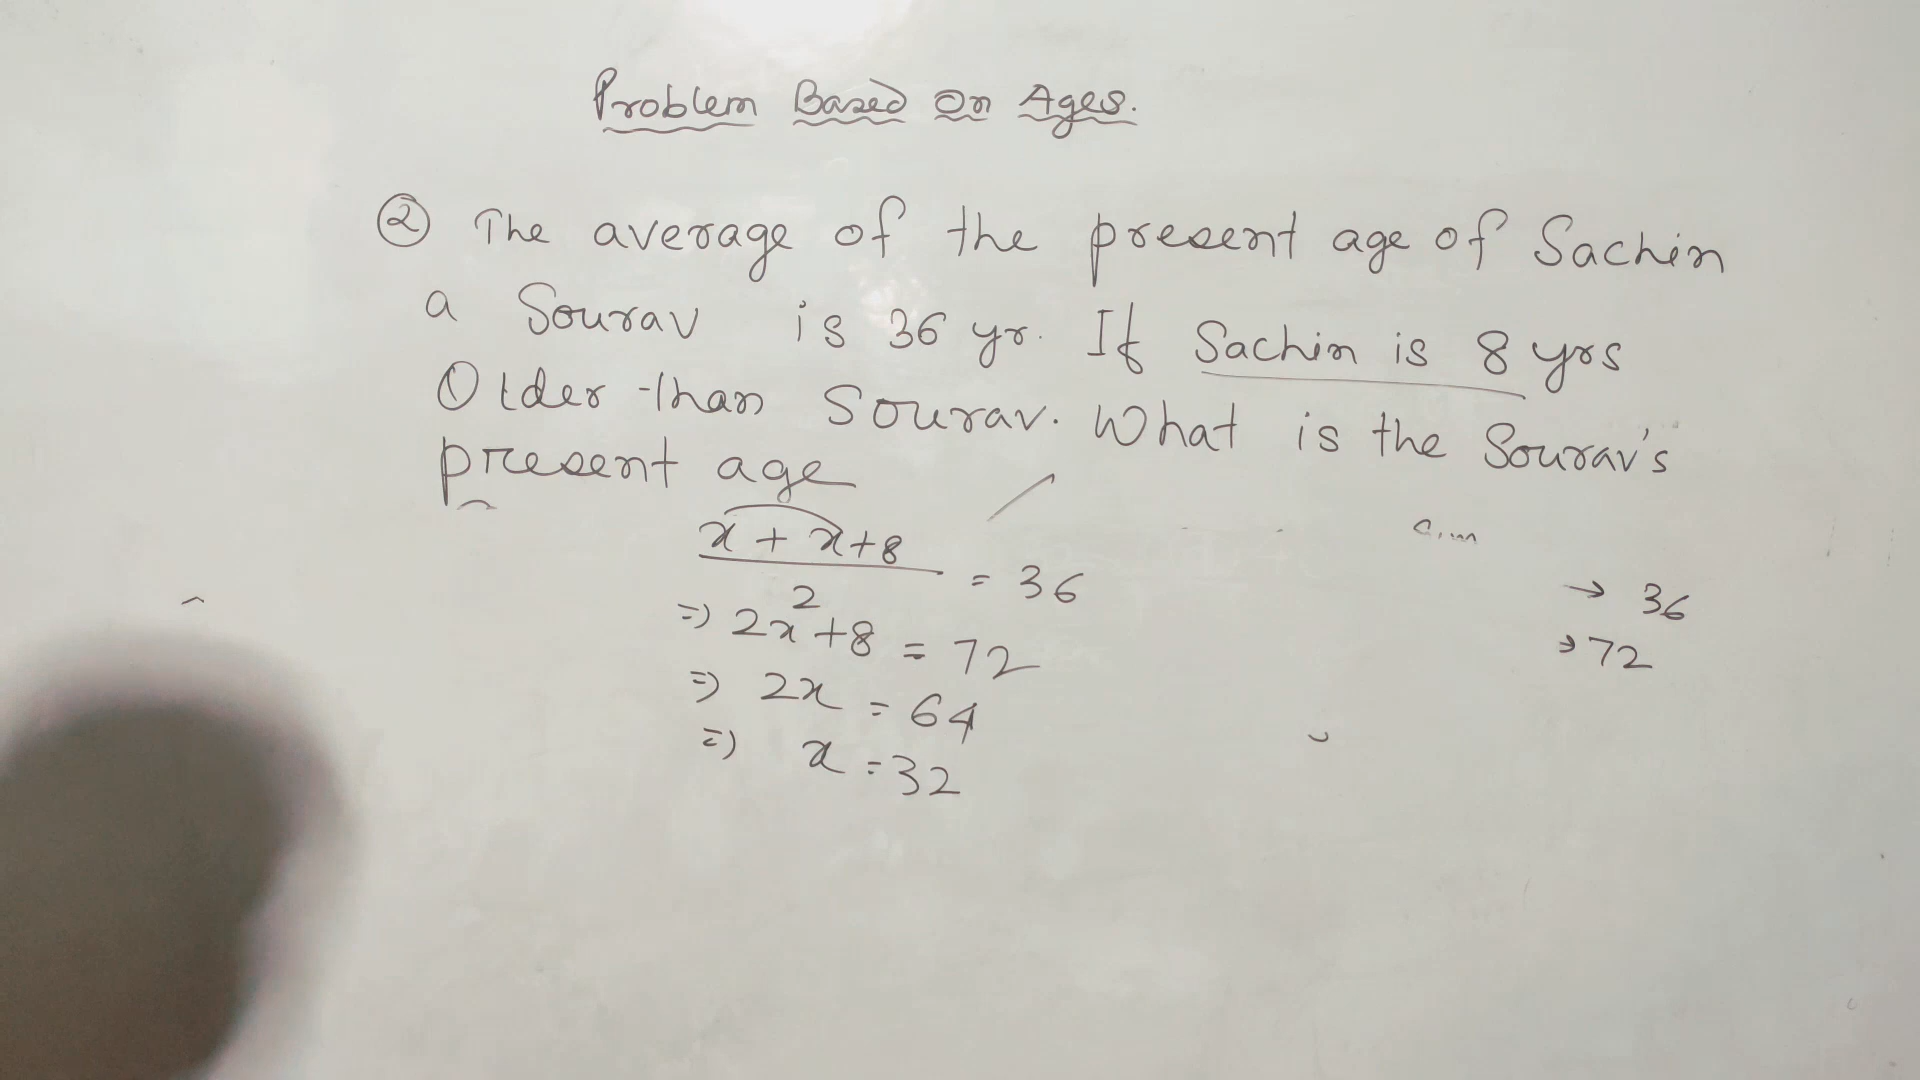 Problem Based On Ages.
② The average of the present age of Sachin
a Sourav is 36 yr. If Sachin is 8 yrs
Older than Sourav. What is the Sourav's
present age
x + x+8
= 36
2
=> 2x+8 = 72
=> 2x = 64
=> x = 32
→ 36
→ 72